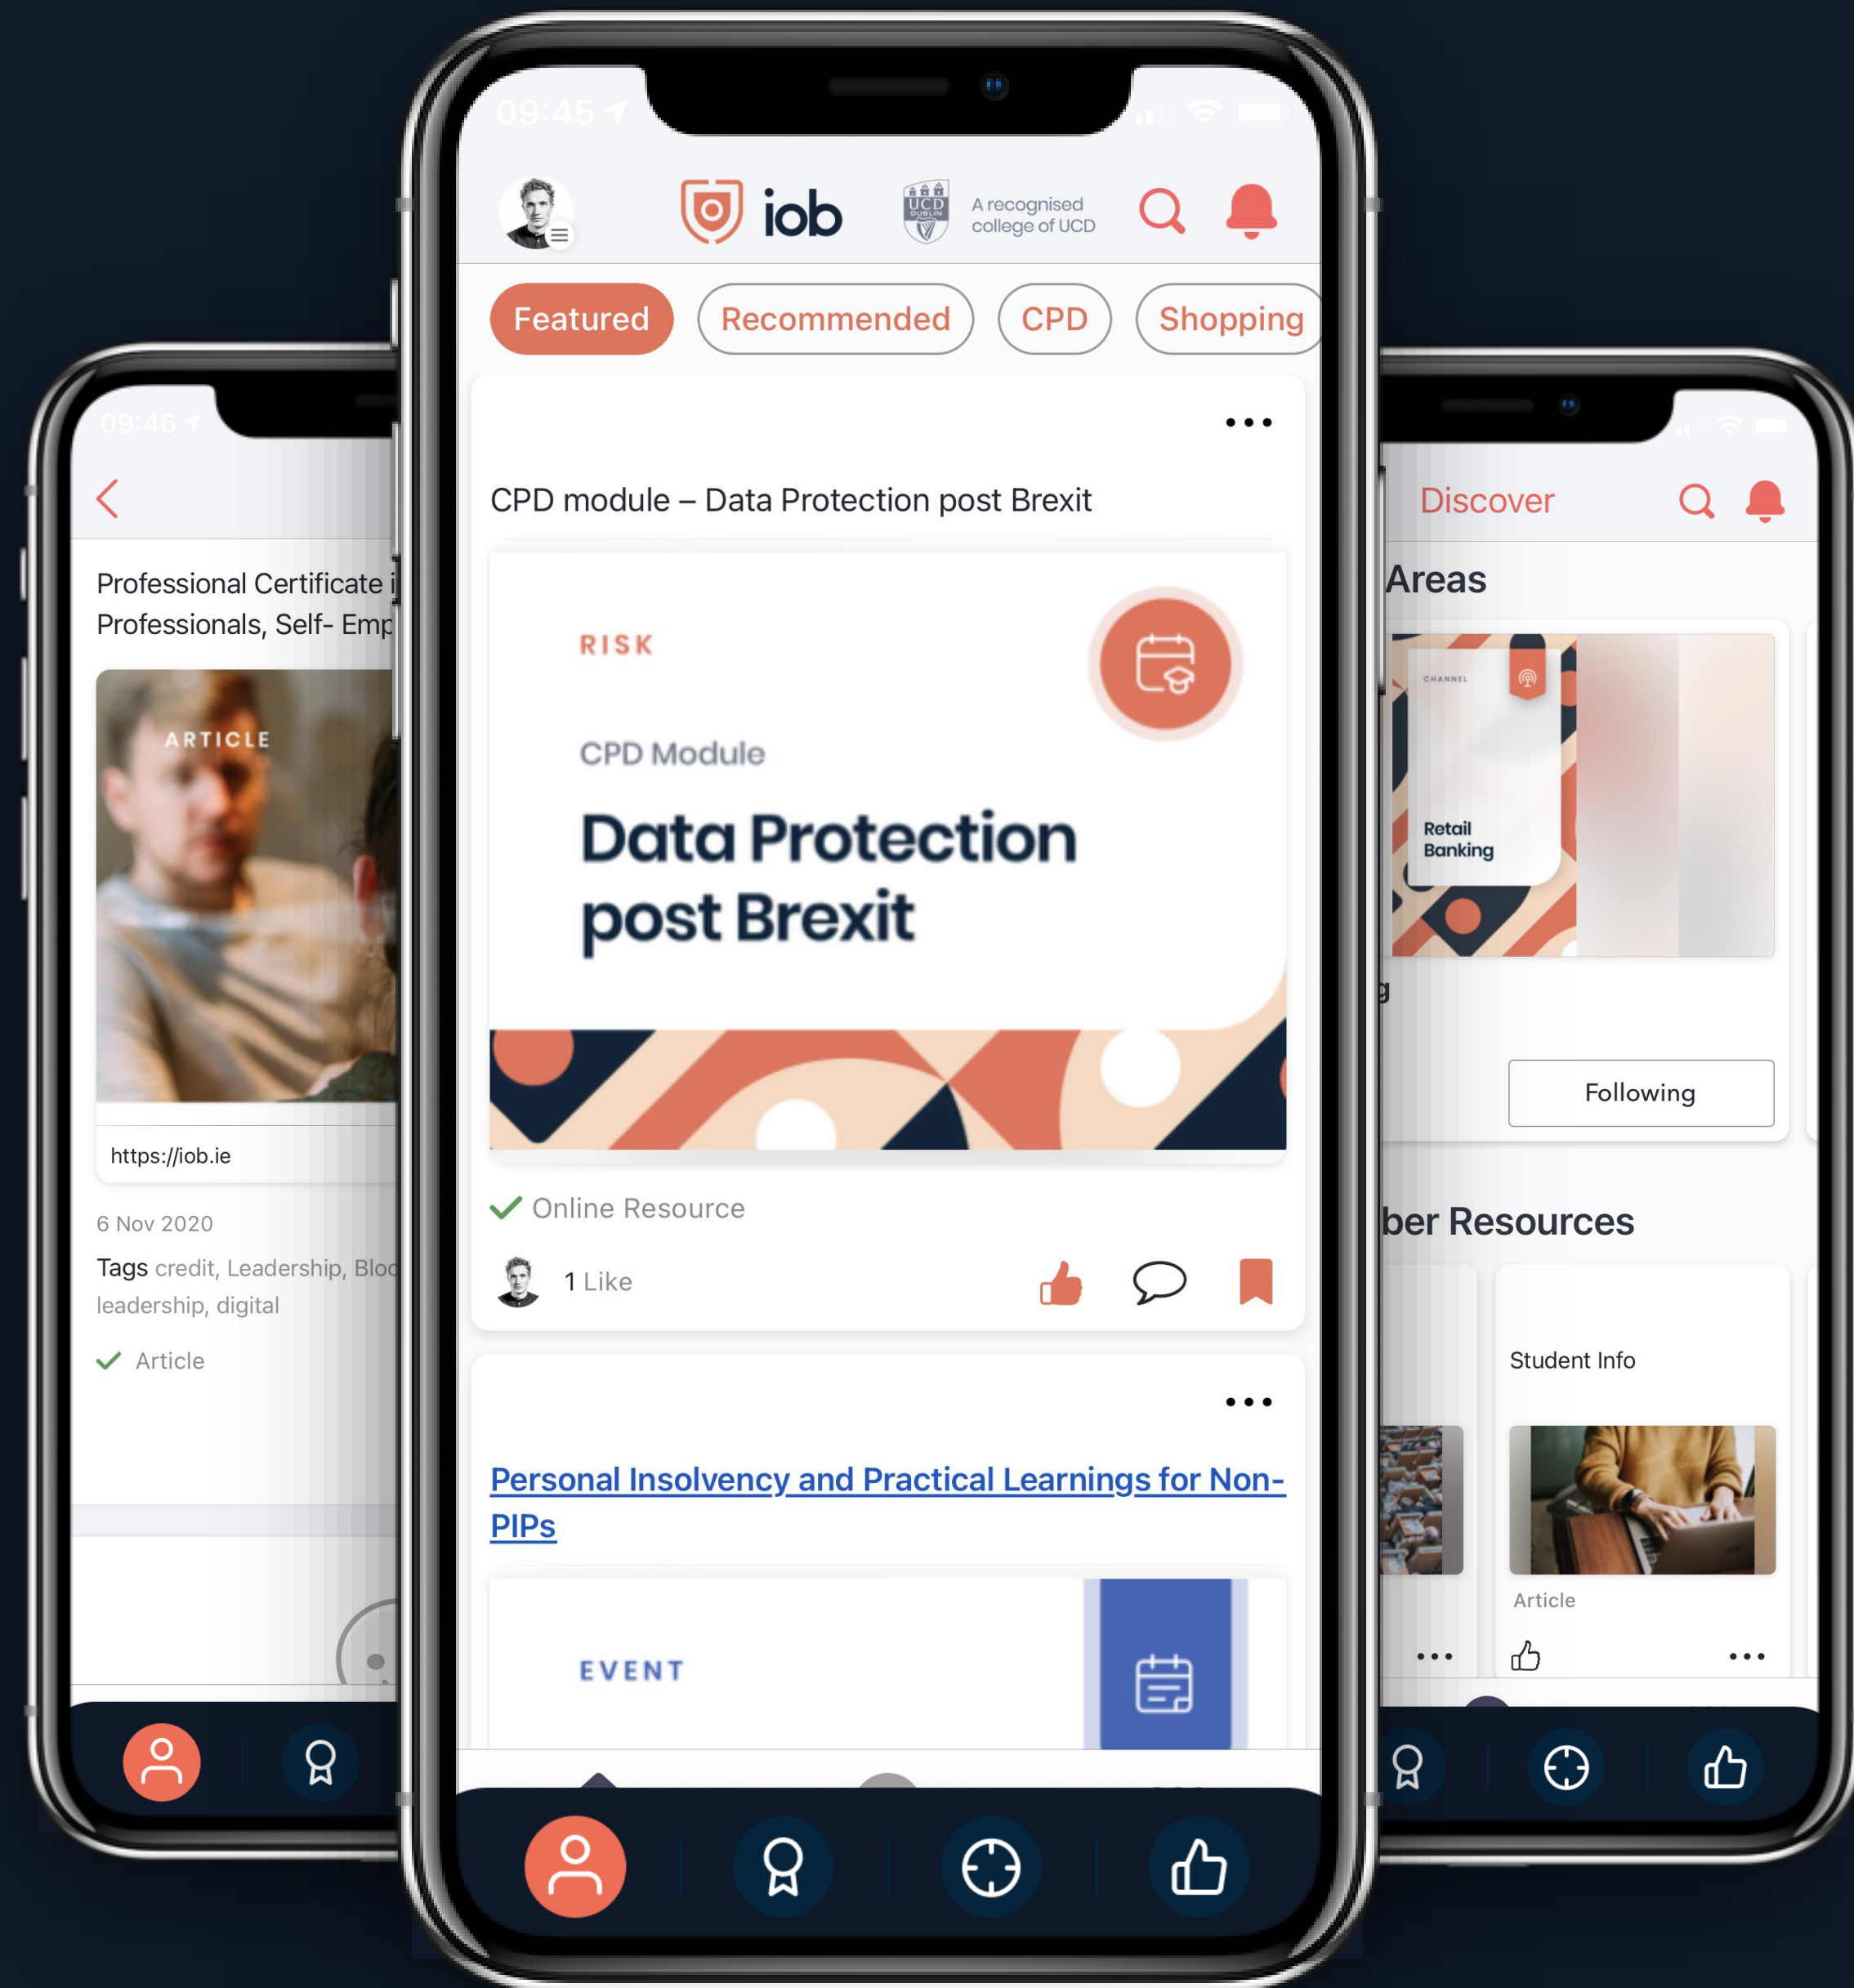 09:45
iob
UCD
DUBLIN
A recognised
college of UCD
Featured
Recommended
CPD
Shopping
CPD module – Data Protection post Brexit
RISK
CPD Module
Data Protection
post Brexit
Online Resource
1 Like
Personal Insolvency and Practical Learnings for Non-
PIPs
EVENT
09:46
Professional Certificate i
Professionals, Self- Emp
ARTICLE
https://iob.ie
6 Nov 2020
Tags credit, Leadership, Bloc
leadership, digital
Article
Discover
Areas
CHANNEL
Retail
Banking
g
Following
ber Resources
Student Info
Article